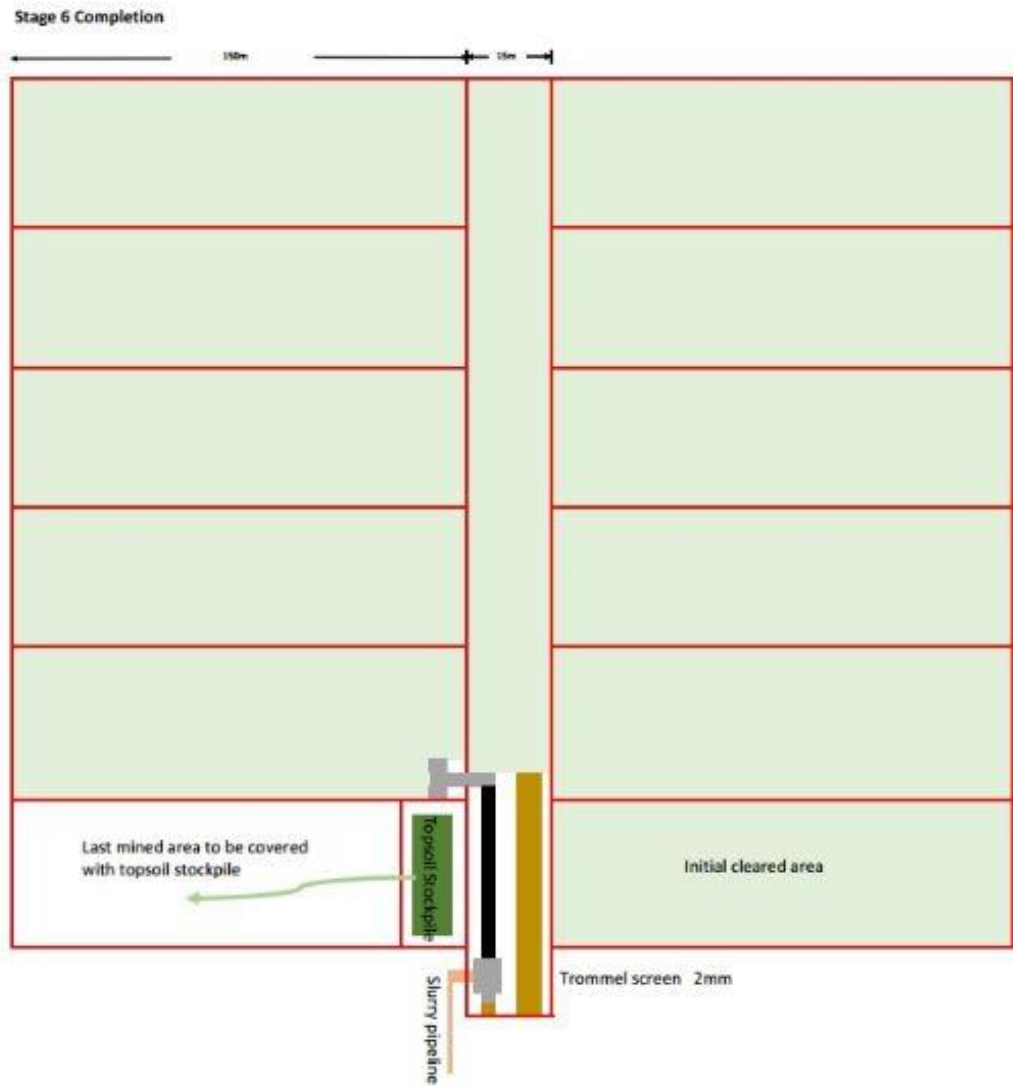 Stage 6 Completion
150m
15m
Topsoil Stockpile
Last mined area to be covered
with topsoil stockpile
Initial cleared area
Trommel screen 2mm
Slurry pipeline